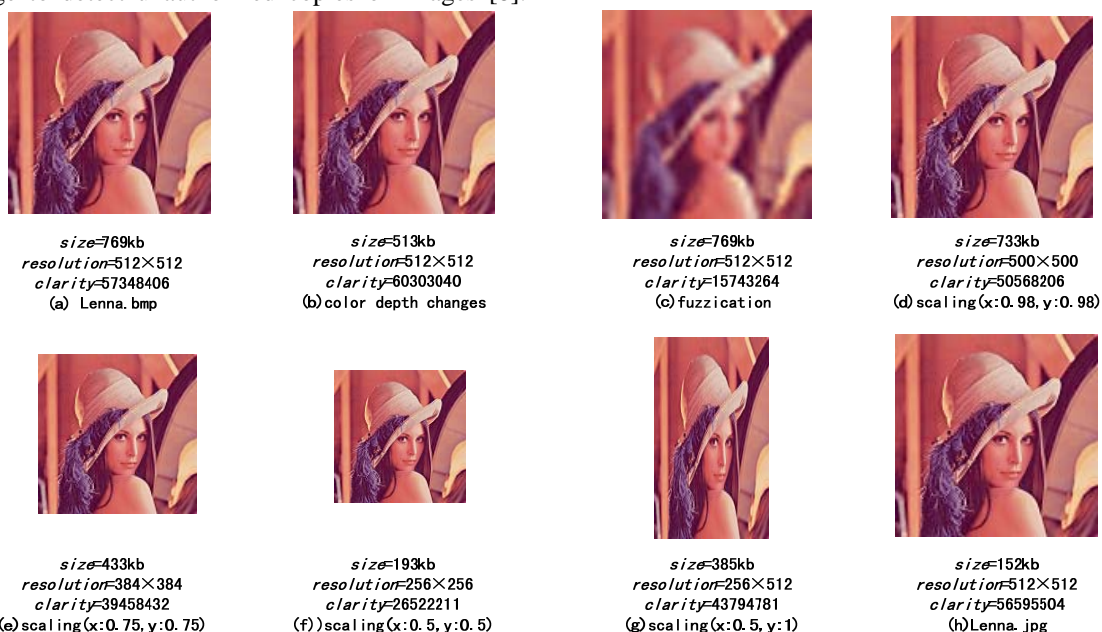 size=769kb
resolution=512×512
clarity=57348406
(a) Lenna.bmp
size=513kb
resolution=512×512
clarity=60303040
(b)color depth changes
size=769kb
resolution=512×512
clarity=15743264
(c)fuzzication
size=733kb
resolution=500×500
clarity=50568206
(d)scaling(x:0.98,y:0.98)
size=433kb
resolution=384×384
clarity=39458432
(e)scaling(x:0.75,y:0.75)
size=193kb
resolution=256×256
clarity=26522211
(f))scaling(x:0.5,y:0.5)
size=385kb
resolution=256×512
clarity=43794781
(g)scaling(x:0.5,y:1)
size=152kb
resolution=512×512
clarity=56595504
(h)Lenna.jpg